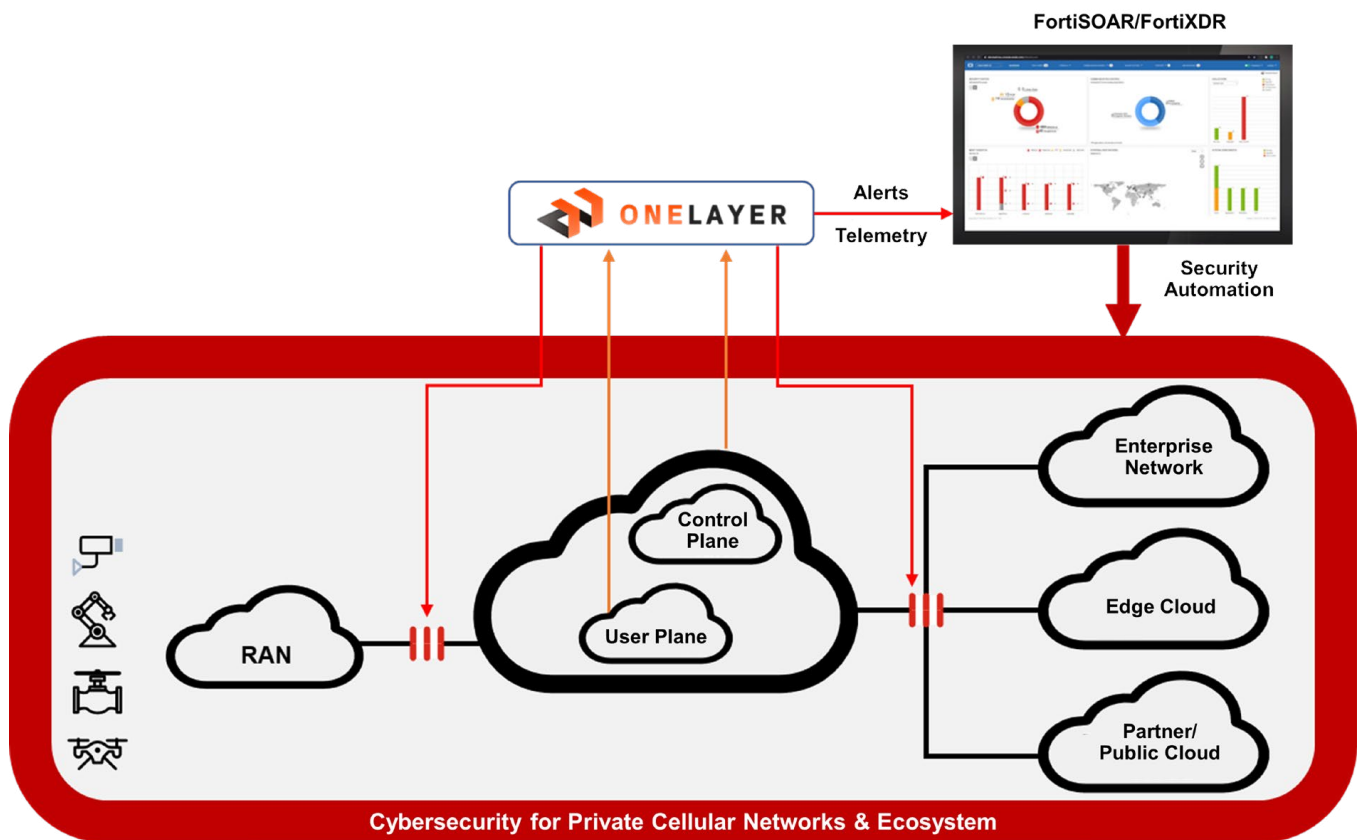 FortiSOAR/FortiXDR
ONELAYER
Alerts
Telemetry
Security
Automation
Enterprise
Network
Control
Plane
Edge Cloud
User Plane
RAN
Partner/
Public Cloud
Cybersecurity for Private Cellular Networks & Ecosystem